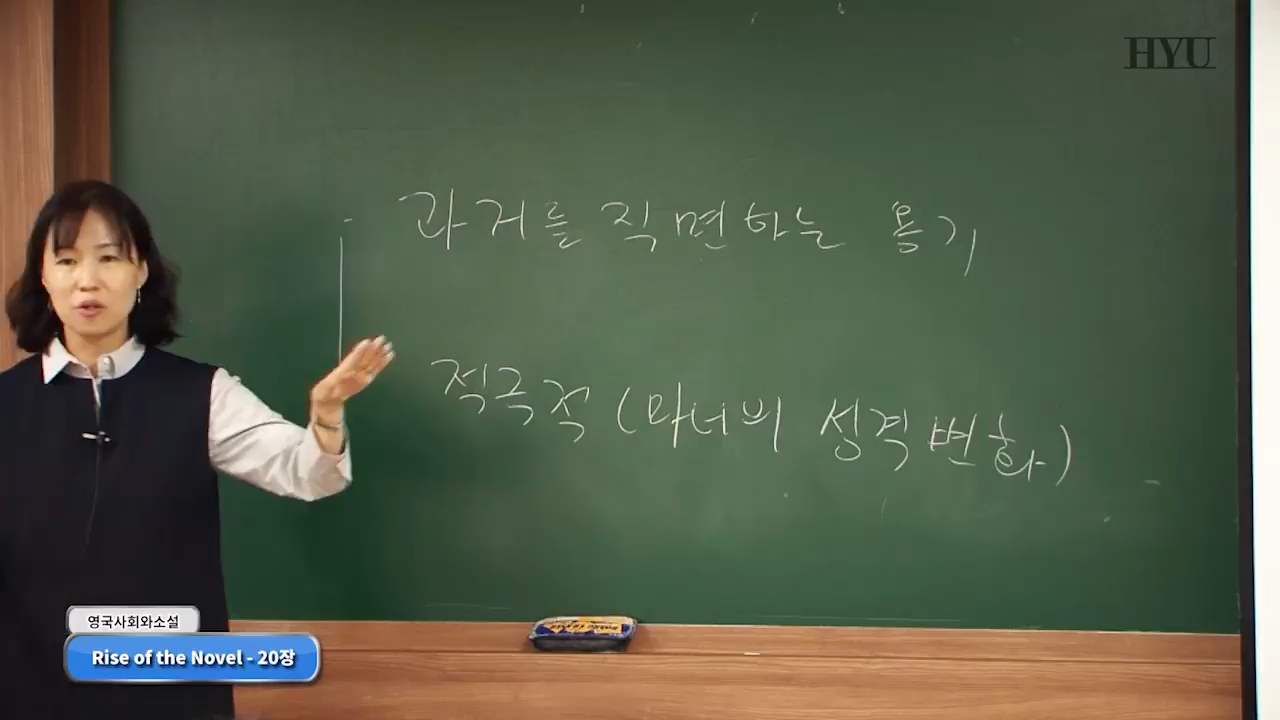 HYU
과거를 직면하는 용기
적극적 (마녀의 성격변화)
영국사회와소설
Rise of the Novel - 20장